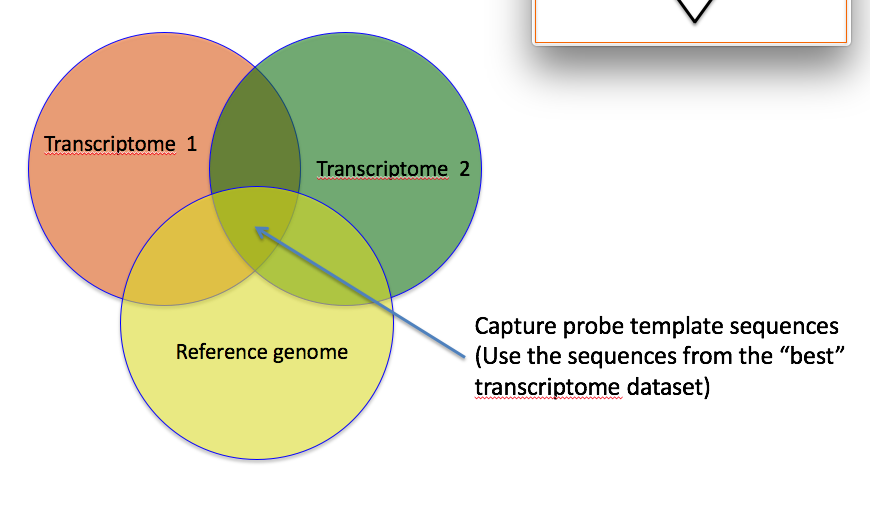 Transcriptome 1
Transcriptome 2
Reference genome
Capture probe template sequences
(Use the sequences from the “best”
transcriptome dataset)